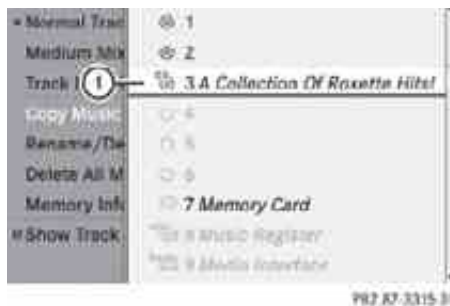 Normal Trac
Medium Mix
Track
Copy Music
Rename/De
Delete All M
Memory Info
Show Track
1
2
1
3 A Collection Of Roxette Hits!
4
5
6
7 Memory Card
8 Music Register
9 Media Interface
P82.87-3315-3